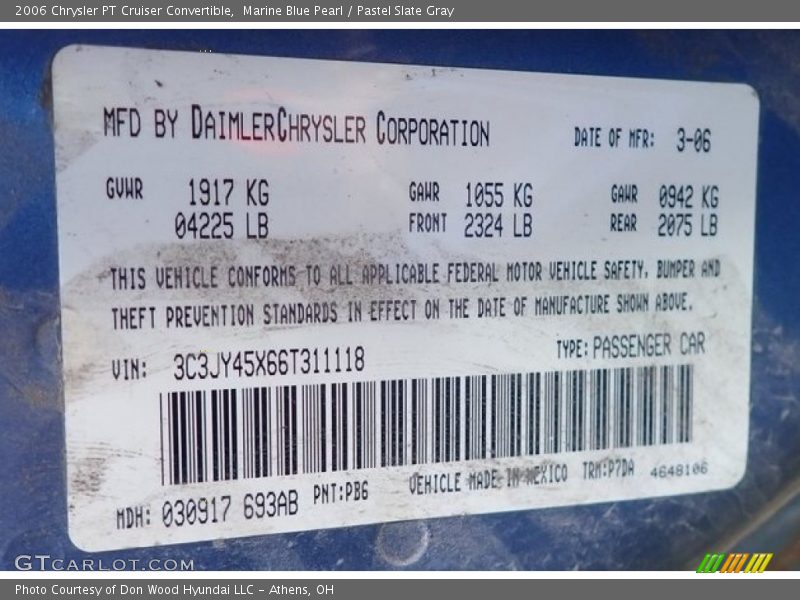 2006 Chrysler PT Cruiser Convertible,  Marine Blue Pearl / Pastel Slate Gray
MFD BY DAIMLERCHRYSLER CORPORATION DATE OF MFR: 3-06
GVWR 1917 KG GAWR 1055 KG GAWR 0942 KG
04225 LB FRONT 2324 LB REAR 2075 LB
THIS VEHICLE CONFORMS TO ALL APPLICABLE FEDERAL MOTOR VEHICLE SAFETY, BUMPER AND
THEFT PREVENTION STANDARDS IN EFFECT ON THE DATE OF MANUFACTURE SHOWN ABOVE.
VIN: 3C3JY45X66T311118 TYPE: PASSENGER CAR
MDH: 030917 693AB PNT:PB6 VEHICLE MADE IN MEXICO TRM:P7DA 4648106
GTCARLOT.COM
Photo Courtesy of Don Wood Hyundai LLC - Athens, OH